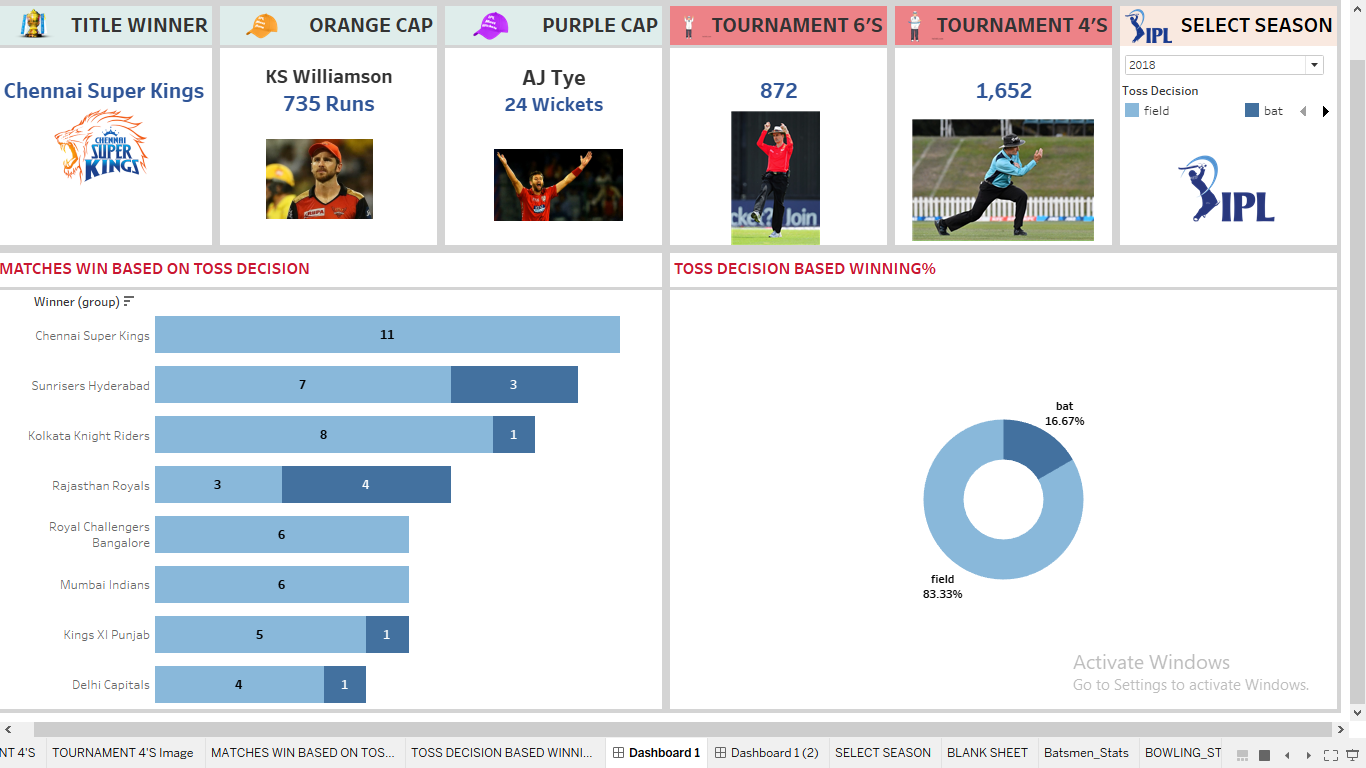 TITLE WINNER
ORANGE CAP
PURPLE CAP
TOURNAMENT 6'S
TOURNAMENT 4'S
IPL
SELECT SEASON
Chennai Super Kings
CHENNAI
SUPER
KINGS
KS Williamson
735 Runs
AJ Tye
24 Wickets
872
Join
1,652
2018
Toss Decision
field
bat
IPL
MATCHES WIN BASED ON TOSS DECISION
Winner (group)
Chennai Super Kings 11
Sunrisers Hyderabad 7 3
Kolkata Knight Riders 8 1
Rajasthan Royals 3 4
Royal Challengers
Bangalore 6
Mumbai Indians 6
Kings XI Punjab 5 1
Delhi Capitals 4 1
TOSS DECISION BASED WINNING%
bat
16.67%
field
83.33%
Activate Windows
Go to Settings to activate Windows.
NT 4'S
TOURNAMENT 4'S Image
MATCHES WIN BASED ON TOS...
TOSS DECISION BASED WINNI...
Dashboard 1
Dashboard 1 (2)
SELECT SEASON
BLANK SHEET
Batsmen_Stats
BOWLING_ST